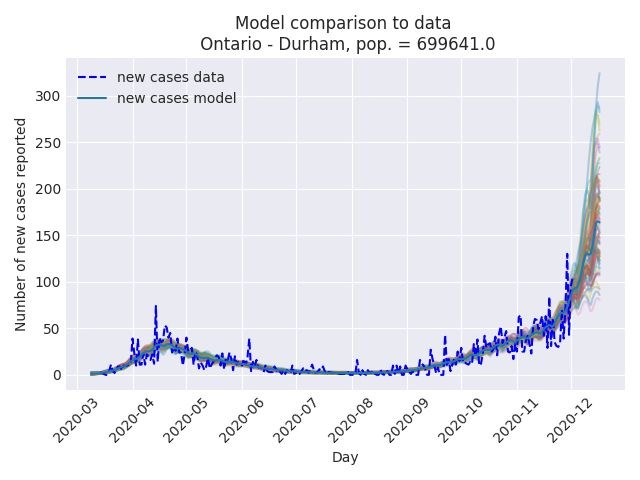 Model comparison to data
Ontario - Durham, pop. = 699641.0
new cases data
new cases model
Number of new cases reported
300
250
200
150
100
50
0
2020-03
2020-04
2020-05
2020-06
2020-07
2020-08
2020-09
2020-10
2020-11
2020-12
Day